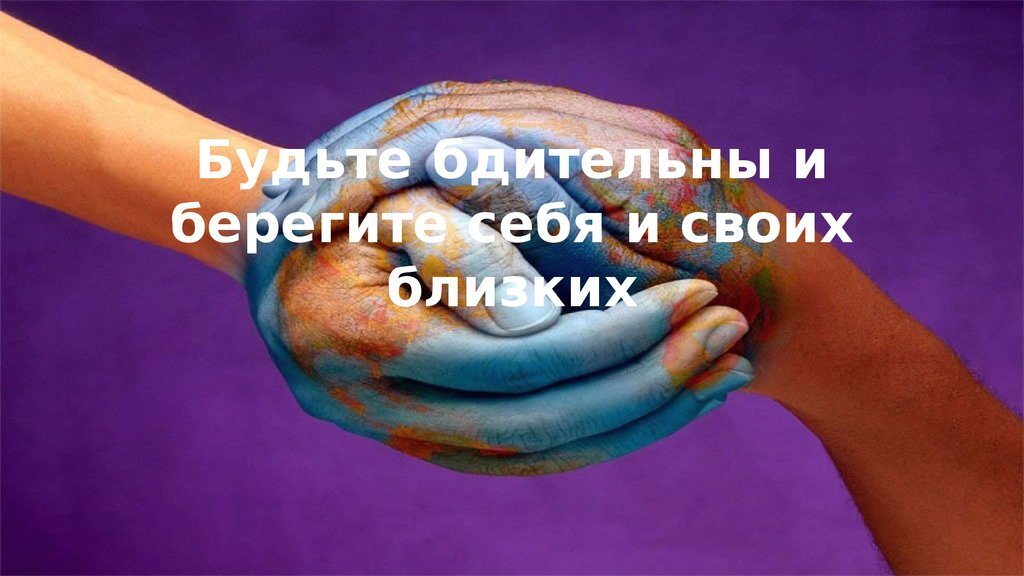 Будьте бдительны и
берегите себя и своих
близких